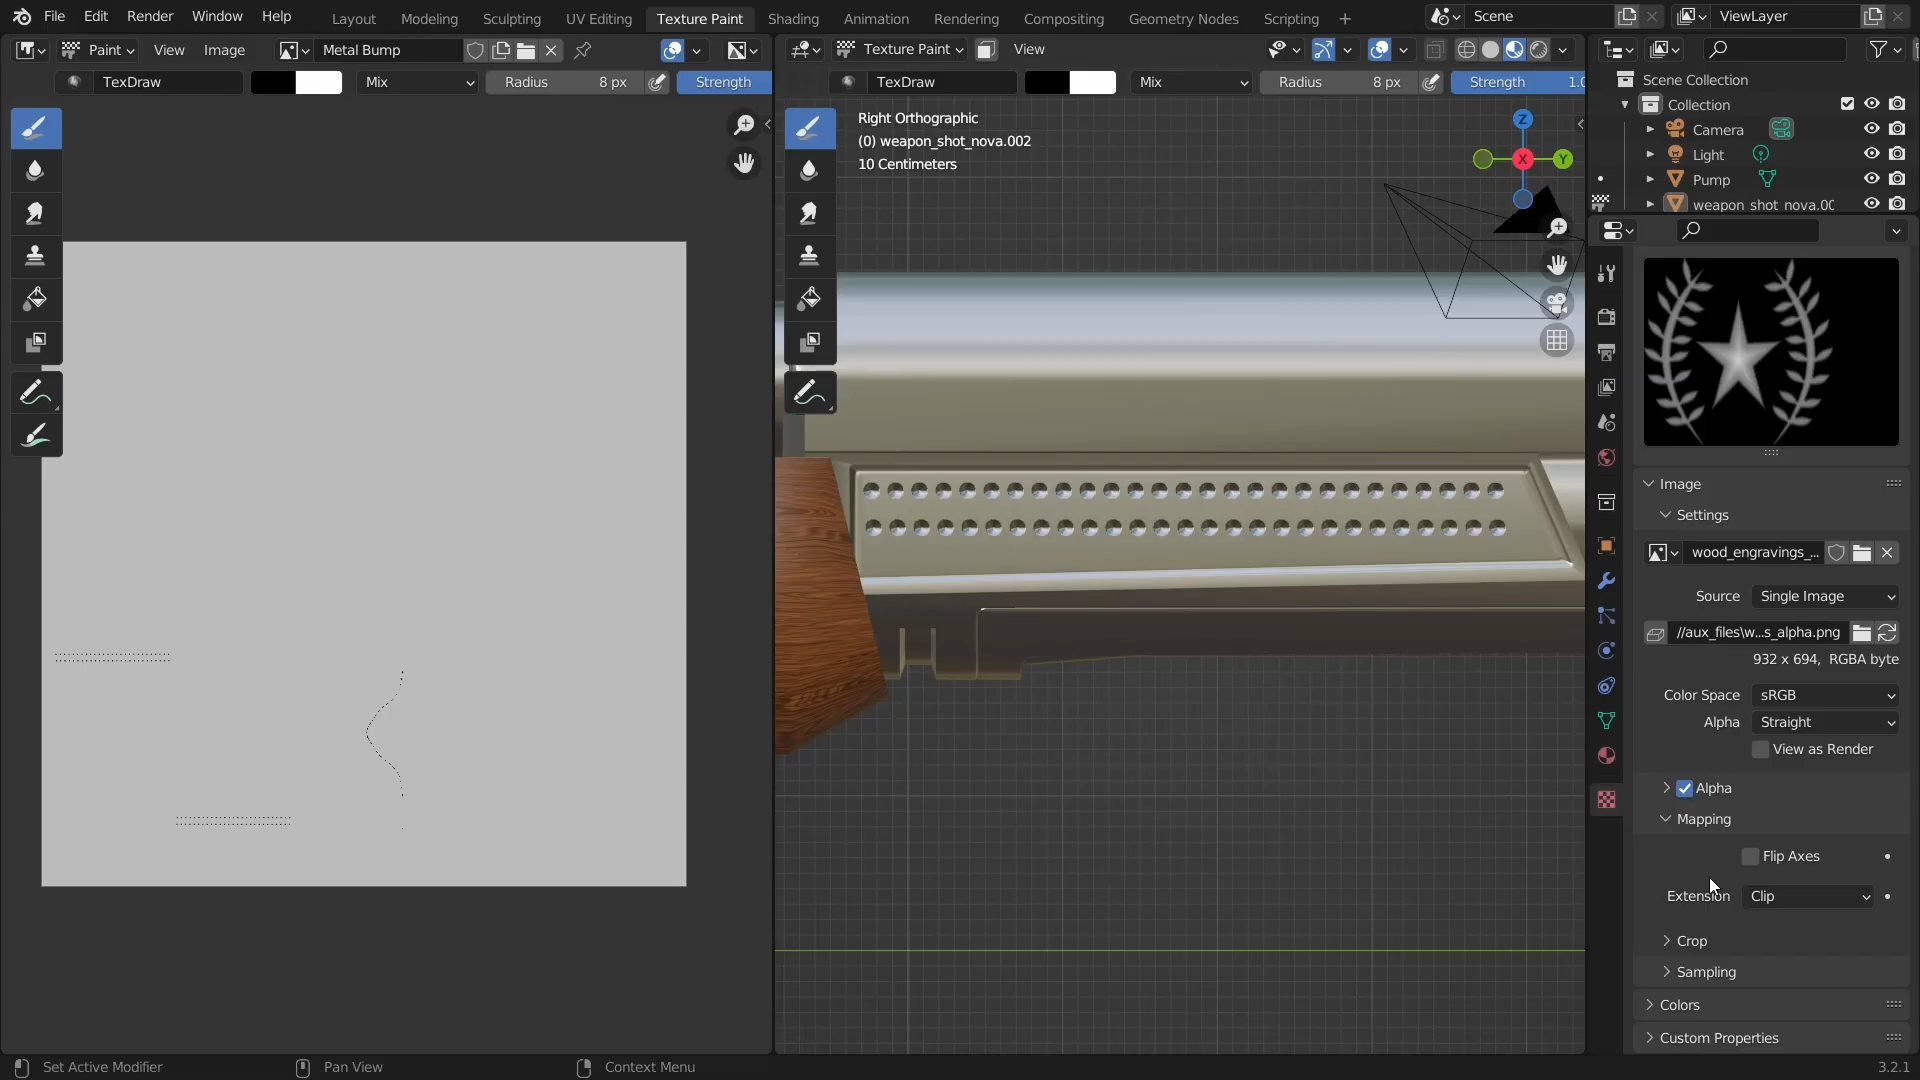 File Edit Render Window Help
Layout Modeling Sculpting UV Editing Texture Paint Shading Animation Rendering Compositing Geometry Nodes Scripting +
Scene
ViewLayer
Paint View Image Metal Bump
Texture Paint View
TexDraw Mix Radius 8 px Strength
TexDraw Mix Radius 8 px Strength 1.0
Scene Collection
Collection
Camera
Light
Pump
weapon_shot_nova.00
Right Orthographic
(0) weapon_shot_nova.002
10 Centimeters
Z
X
Y
Image
Settings
wood_engravings_...
Source Single Image
//aux_files\w...s_alpha.png
932 x 694, RGBA byte
Color Space sRGB
Alpha Straight
View as Render
Alpha
Mapping
Flip Axes
Extension Clip
Crop
Sampling
Colors
Custom Properties
Set Active Modifier Pan View Context Menu 3.2.1